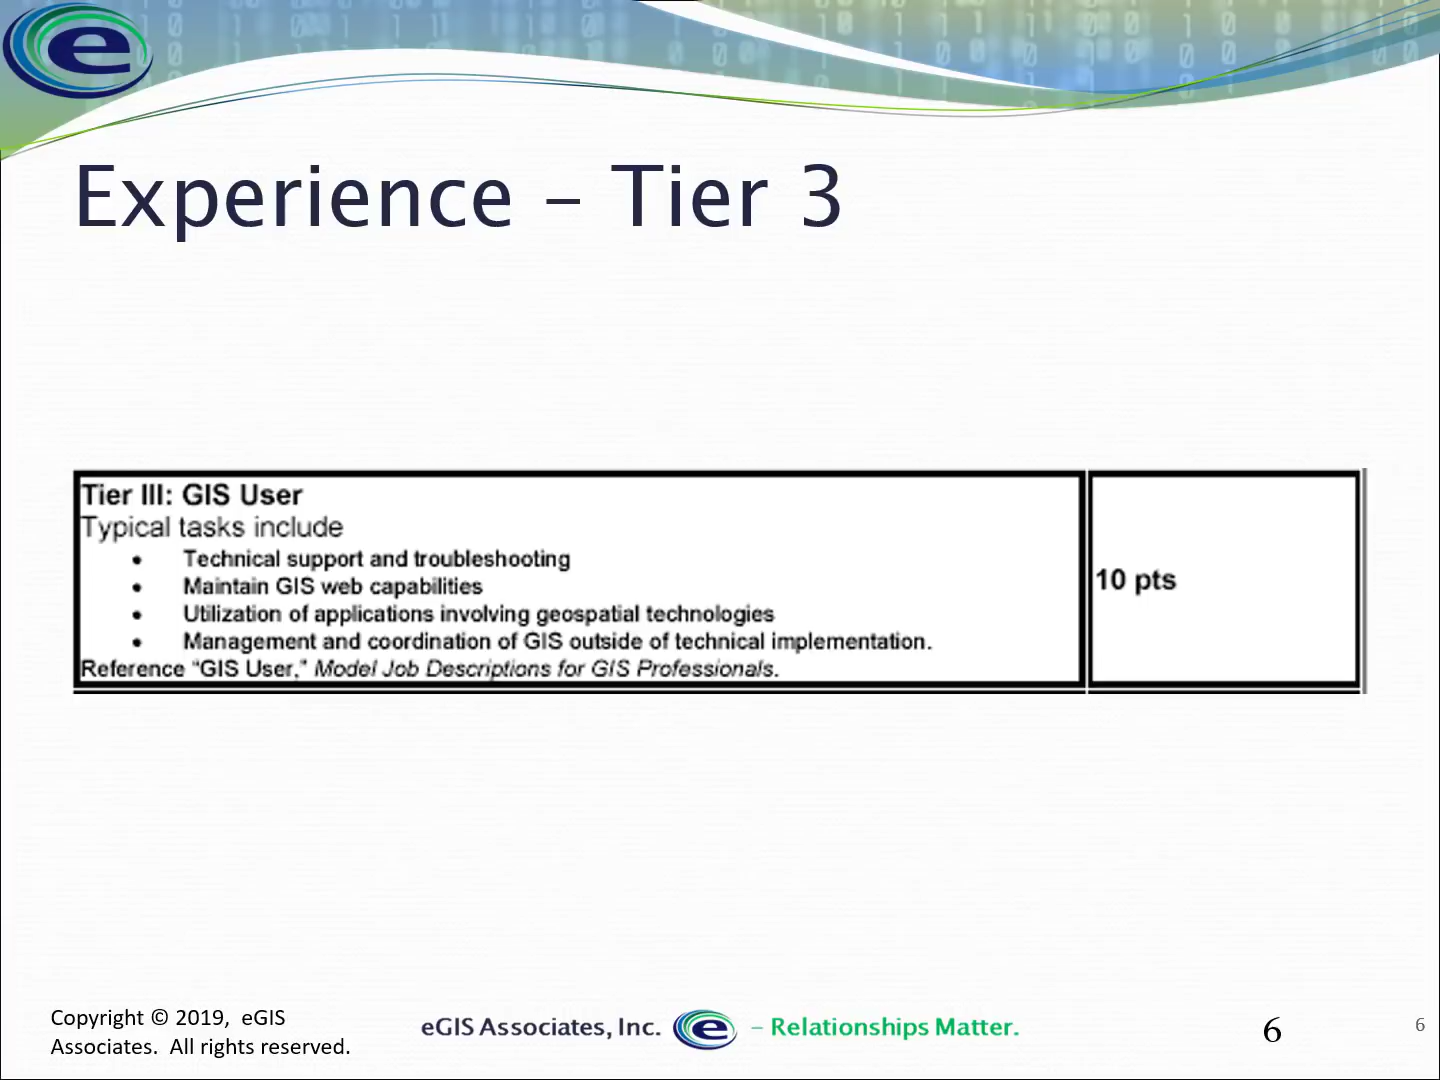 Experience – Tier 3
Tier III: GIS User
Typical tasks include
• Technical support and troubleshooting
• Maintain GIS web capabilities
• Utilization of applications involving geospatial technologies
• Management and coordination of GIS outside of technical implementation.
Reference “GIS User,” Model Job Descriptions for GIS Professionals.
10 pts
Copyright © 2019, eGIS
Associates. All rights reserved.
eGIS Associates, Inc. e – Relationships Matter.
6
6